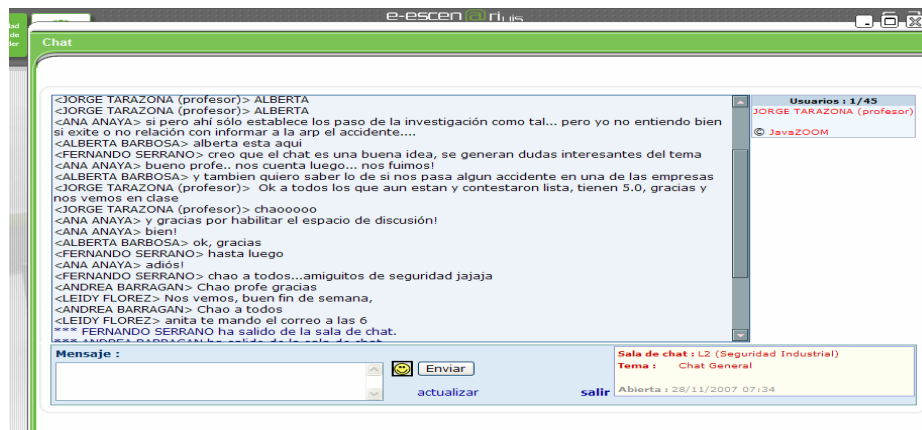 e-escen@ri
Chat
<JORGE TARAZONA (profesor)> ALBERTA
<JORGE TARAZONA (profesor)> ALBERTA
<ANA ANAYA> si pero ahí sólo establece los paso de la investigación como tal... pero yo no entiendo bien
si exite o no relación con informar a la arp el accidente....
<ALBERTA BARBOSA> alberta esta aqui
<FERNANDO SERRANO> creo que el chat es una buena idea, se generan dudas interesantes del tema
<ANA ANAYA> bueno profe.. nos cuenta luego... nos fuimos!
<ALBERTA BARBOSA> y tambien quiero saber lo de si nos pasa algun accidente en una de las empresas
<JORGE TARAZONA (profesor)> Ok a todos los que aun estan y contestaron lista, tienen 5.0, gracias y
nos vemos en clase
<JORGE TARAZONA (profesor)> chaooooo
<ANA ANAYA> y gracias por habilitar el espacio de discusión!
<ANA ANAYA> bien!
<ALBERTA BARBOSA> ok, gracias
<FERNANDO SERRANO> hasta luego
<ANA ANAYA> adiós!
<FERNANDO SERRANO> chao a todos...amiguitos de seguridad jajaja
<ANDREA BARRAGAN> Chao profe gracias
<LEIDY FLOREZ> Nos vemos, buen fin de semana,
<ANDREA BARRAGAN> Chao a todos
<LEIDY FLOREZ> anita te mando el correo a las 6
*** FERNANDO SERRANO ha salido de la sala de chat.
*** ANDREA BARRAGAN ha salido de la sala de chat
Usuarios : 1/45
JORGE TARAZONA (profesor)
© JavaZOOM
Mensaje :
Enviar
actualizar
salir
Sala de chat : L2 (Seguridad Industrial)
Tema : Chat General
Abierta : 28/11/2007 07:34